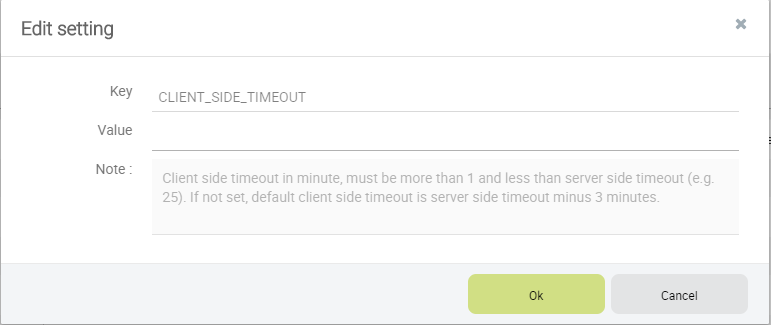 Edit setting
Key
CLIENT_SIDE_TIMEOUT
Value
Note :
Client side timeout in minute, must be more than 1 and less than server side timeout (e.g.
25). If not set, default client side timeout is server side timeout minus 3 minutes.
Ok
Cancel